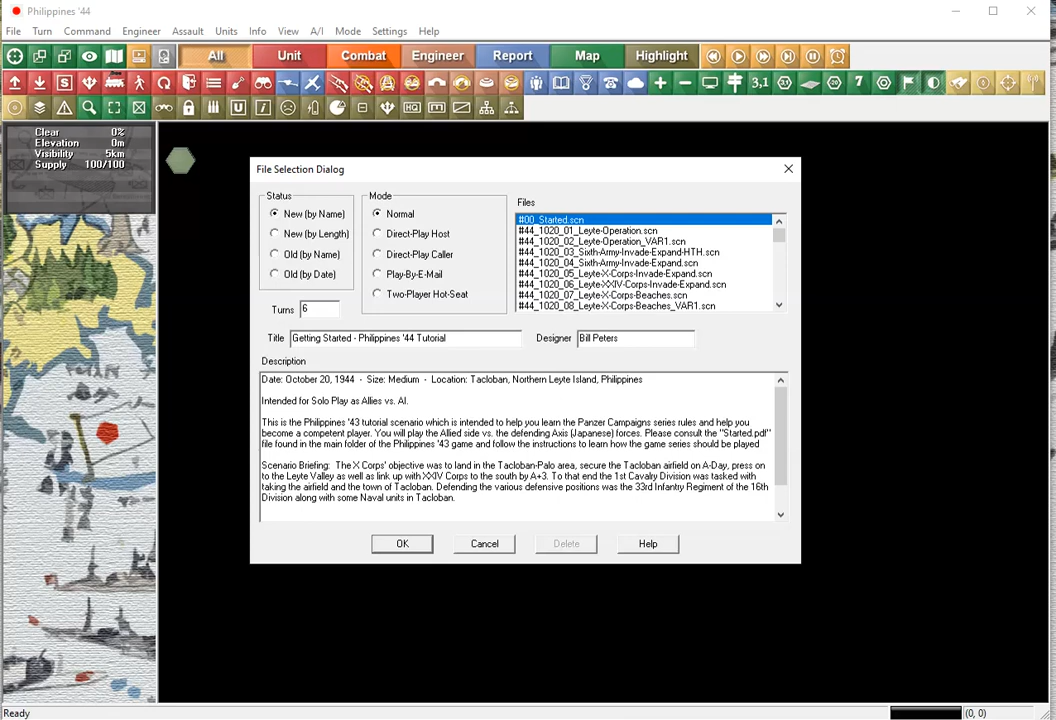 Philippines '44
File Turn Command Engineer Assault Units Info View A/I Mode Settings Help
All Unit Combat Engineer Report Map Highlight
S 3,1 7
U i HQ
Clear 0%
Elevation 0m
Visibility 5km
Supply 100/100
File Selection Dialog
Status
New (by Name)
New (by Length)
Old (by Name)
Old (by Date)
Turns 6
Mode
Normal
Direct-Play Host
Direct-Play Caller
Play-By-E-Mail
Two-Player Hot-Seat
Files
#00_Started.scn
#44_1020_01_Leyte-Operation.scn
#44_1020_02_Leyte-Operation_VAR1.scn
#44_1020_03_Sixth-Army-Invade-Expand-HTH.scn
#44_1020_04_Sixth-Army-Invade-Expand.scn
#44_1020_05_Leyte-X-Corps-Invade-Expand.scn
#44_1020_06_Leyte-XXIV-Corps-Invade-Expand.scn
#44_1020_07_Leyte-X-Corps-Beaches.scn
#44_1020_08_Leyte-X-Corps-Beaches_VAR1.scn
Title Getting Started - Philippines '44 Tutorial Designer Bill Peters
Description
Date: October 20, 1944 - Size: Medium - Location: Tacloban, Northern Leyte Island, Philippines
Intended for Solo Play as Allies vs. AI.
This is the Philippines '43 tutorial scenario which is intended to help you learn the Panzer Campaigns series rules and help you
become a competent player. You will play the Allied side vs. the defending Axis (Japanese) forces. Please consult the "Started.pdf"
file found in the main folder of the Philippines '43 game and follow the instructions to learn how the game series should be played
Scenario Briefing: The X Corps' objective was to land in the Tacloban-Palo area, secure the Tacloban airfield on A-Day, press on
to the Leyte Valley as well as link up with XXIV Corps to the south by A+3. To that end the 1st Cavalry Division was tasked with
taking the airfield and the town of Tacloban. Defending the various defensive positions was the 33rd Infantry Regiment of the 16th
Division along with some Naval units in Tacloban.
OK Cancel Delete Help
Ready (0, 0)